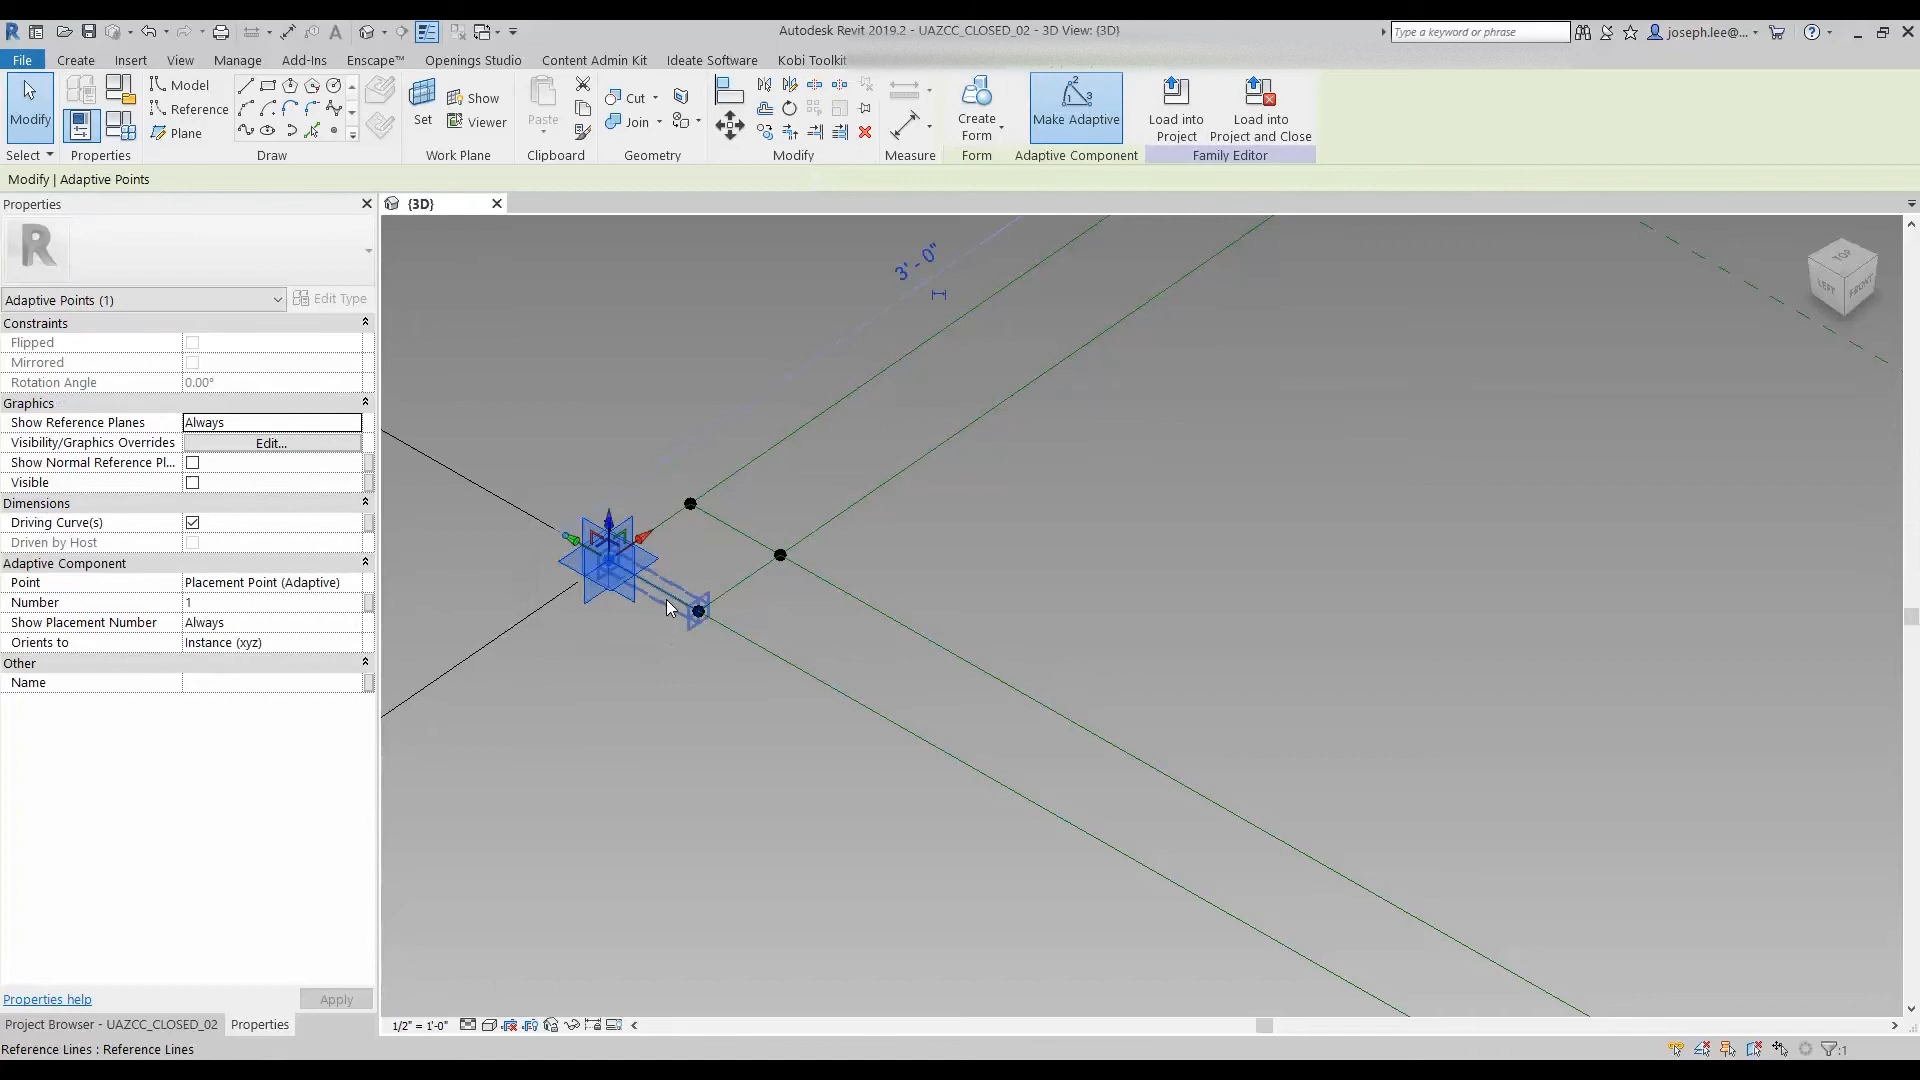 Autodesk Revit 2019.2 - UAZCC_CLOSED_02 - 3D View: {3D}
Type a keyword or phrase
joseph.lee@...
File Create Insert View Manage Add-Ins Enscape™ Openings Studio Content Admin Kit Ideate Software Kobi Toolkit
Modify
Model
Reference
Plane
Set
Show
Viewer
Paste
Cut
Join
Create
Form
Make Adaptive
Load into
Project
Load into
Project and Close
Select Properties Draw Work Plane Clipboard Geometry Modify Measure Form Adaptive Component Family Editor
Modify | Adaptive Points
Properties
{3D}
R
Adaptive Points (1)
Edit Type
Constraints
Flipped
Mirrored
Rotation Angle 0.00°
Graphics
Show Reference Planes Always
Visibility/Graphics Overrides Edit...
Show Normal Reference Pl...
Visible
Dimensions
Driving Curve(s)
Driven by Host
Adaptive Component
Point Placement Point (Adaptive)
Number 1
Show Placement Number Always
Orients to Instance (xyz)
Other
Name
3' - 0"
TOP
LEFT
FRONT
Properties help
Apply
Project Browser - UAZCC_CLOSED_02
Properties
1/2" = 1'-0"
Reference Lines : Reference Lines
:1